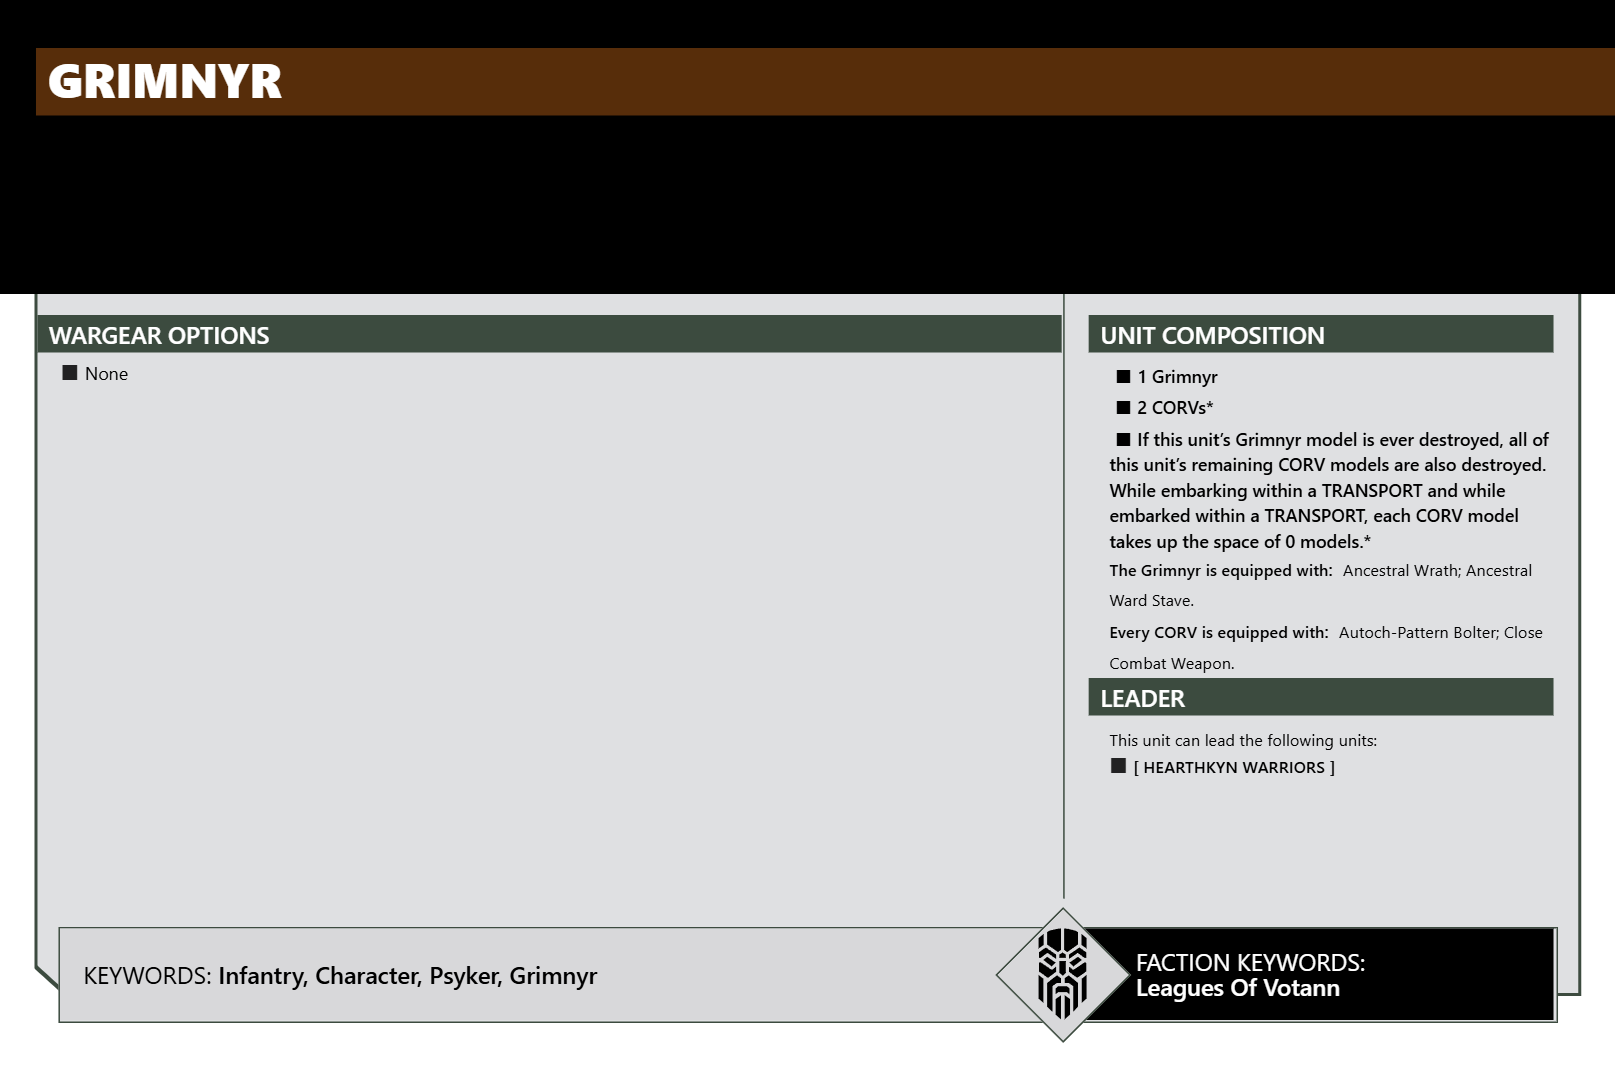 GRIMNYR
WARGEAR OPTIONS
■ None
UNIT COMPOSITION
■ 1 Grimnyr
■ 2 CORVs*
■ If this unit’s Grimnyr model is ever destroyed, all of
this unit’s remaining CORV models are also destroyed.
While embarking within a TRANSPORT and while
embarked within a TRANSPORT, each CORV model
takes up the space of 0 models.*
The Grimnyr is equipped with: Ancestral Wrath; Ancestral
Ward Stave.
Every CORV is equipped with: Autoch-Pattern Bolter; Close
Combat Weapon.
LEADER
This unit can lead the following units:
■ [ HEARTHKYN WARRIORS ]
KEYWORDS: Infantry, Character, Psyker, Grimnyr
FACTION KEYWORDS:
Leagues Of Votann